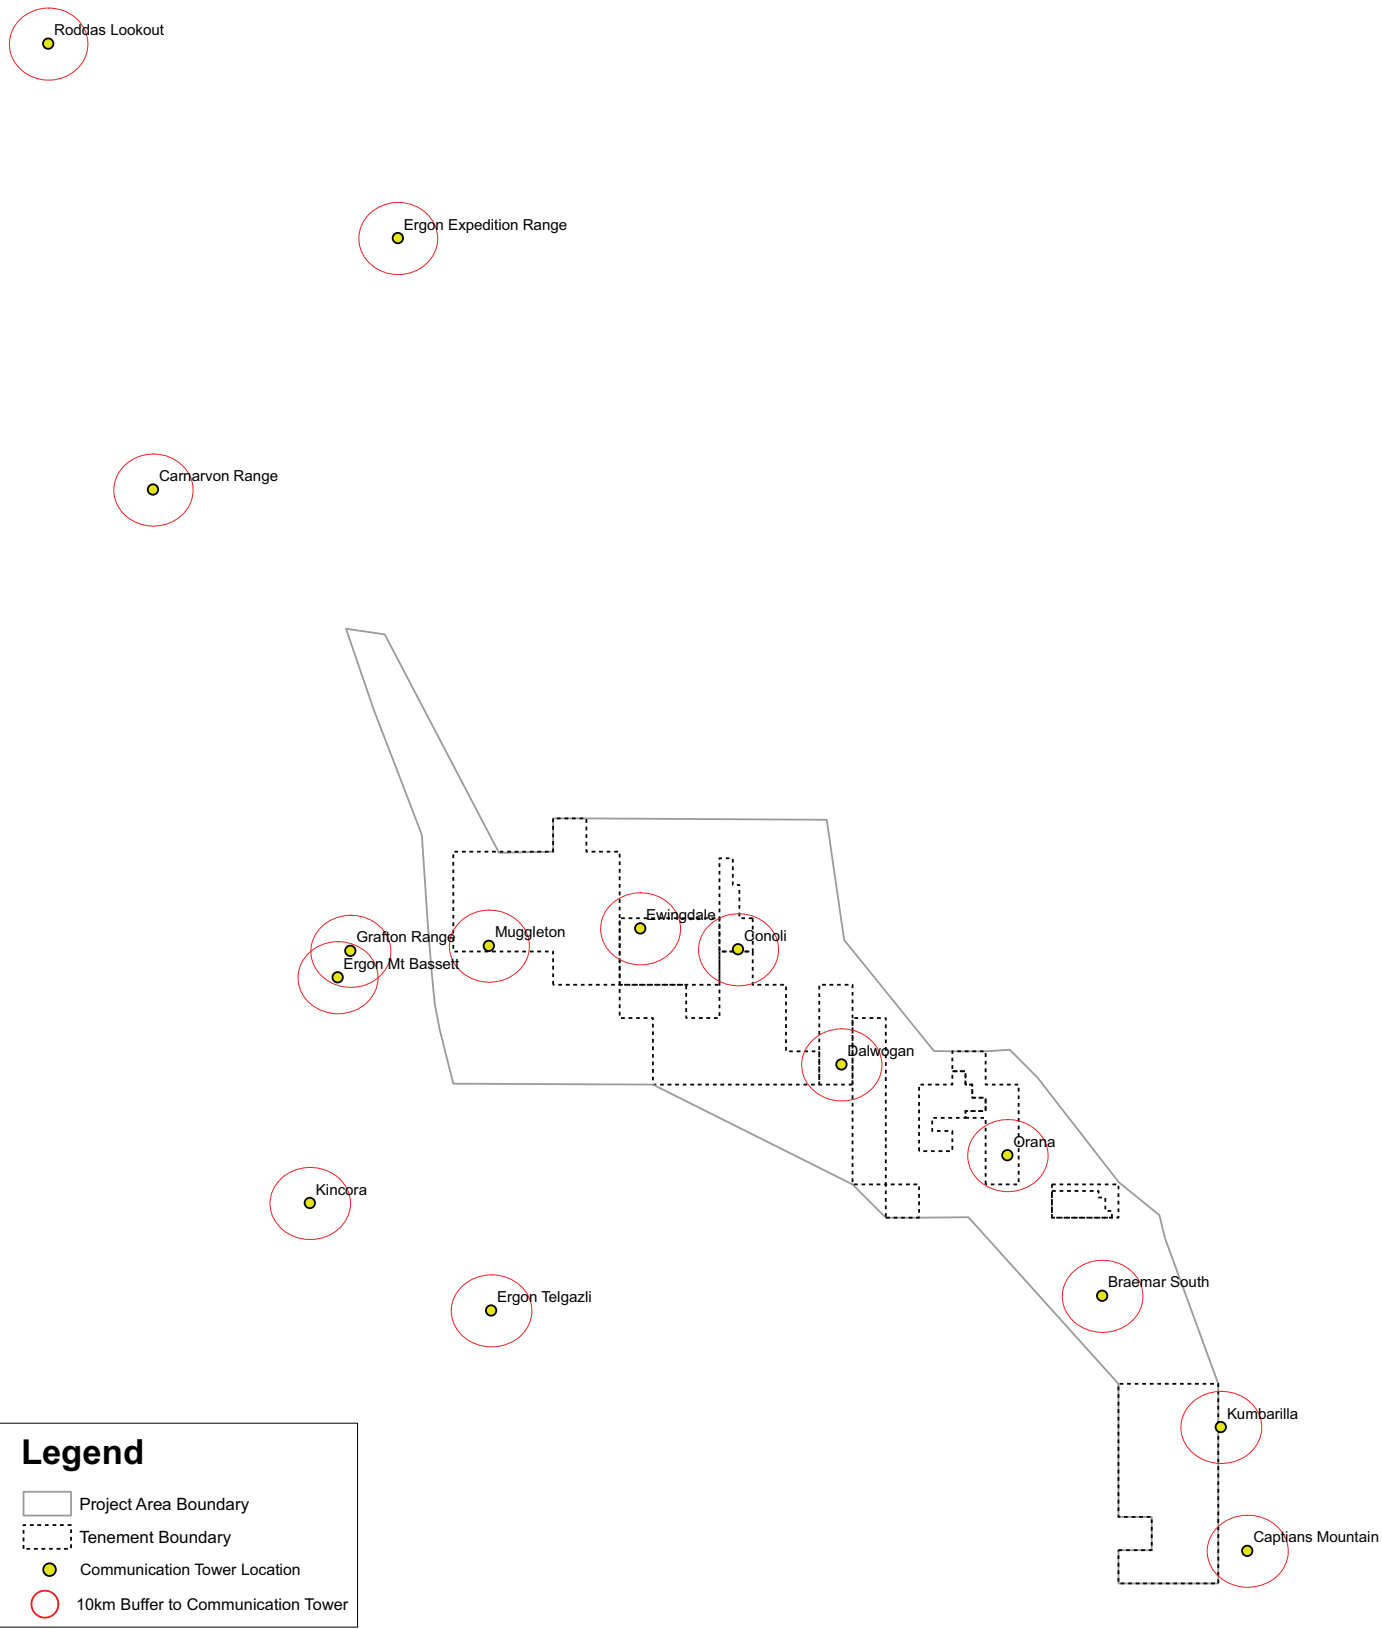 Roddas Lookout
Ergon Expedition Range
Carnarvon Range
Ewingdale
Muggleton
Conoli
Grafton Range
Ergon Mt Bassett
Dalwogan
Orana
Kincora
Braemar South
Ergon Telgazli
Kumbarilla
Captians Mountain
Legend
Project Area Boundary
Tenement Boundary
Communication Tower Location
10km Buffer to Communication Tower